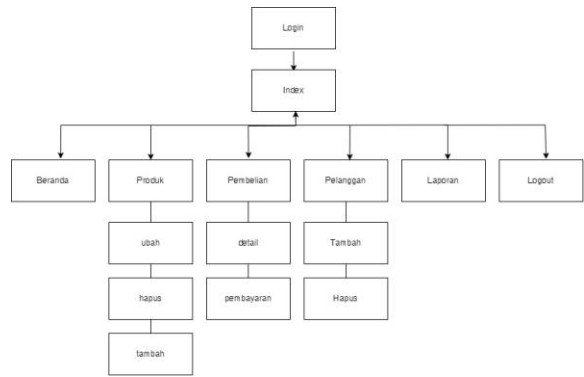 Login
Index
Beranda
Produk
Pembelian
Pelanggan
Laporan
Logout
ubah
detail
Tambah
hapus
pembayaran
Hapus
tambah